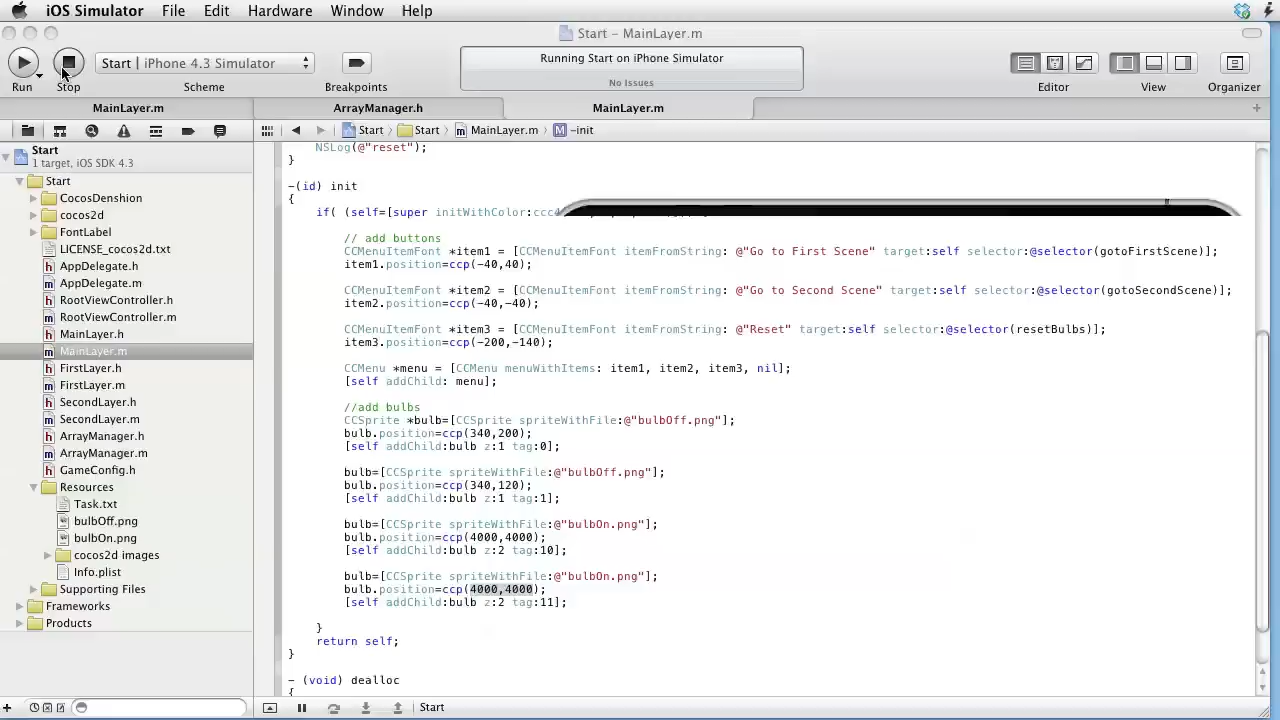 iOS Simulator File Edit Hardware Window Help
Start – MainLayer.m
Start | iPhone 4.3 Simulator
Running Start on iPhone Simulator
No Issues
Run Stop Scheme Breakpoints Editor View Organizer
MainLayer.m ArrayManager.h MainLayer.m
Start Start MainLayer.m M -init
Start
1 target, iOS SDK 4.3
Start
CocosDenshion
cocos2d
FontLabel
LICENSE_cocos2d.txt
h AppDelegate.h
m AppDelegate.m
h RootViewController.h
m RootViewController.m
h MainLayer.h
m MainLayer.m
h FirstLayer.h
m FirstLayer.m
h SecondLayer.h
m SecondLayer.m
h ArrayManager.h
m ArrayManager.m
h GameConfig.h
Resources
Task.txt
bulbOff.png
bulbOn.png
cocos2d images
Info.plist
Supporting Files
Frameworks
Products
NSLog(@"reset");
}
-(id) init
{
if( (self=[super initWithColor:ccc
// add buttons
CCMenuItemFont *item1 = [CCMenuItemFont itemFromString: @"Go to First Scene" target:self selector:@selector(gotoFirstScene)];
item1.position=ccp(-40,40);
CCMenuItemFont *item2 = [CCMenuItemFont itemFromString: @"Go to Second Scene" target:self selector:@selector(gotoSecondScene)];
item2.position=ccp(-40,-40);
CCMenuItemFont *item3 = [CCMenuItemFont itemFromString: @"Reset" target:self selector:@selector(resetBulbs)];
item3.position=ccp(-200,-140);
CCMenu *menu = [CCMenu menuWithItems: item1, item2, item3, nil];
[self addChild: menu];
//add bulbs
CCSprite *bulb=[CCSprite spriteWithFile:@"bulbOff.png"];
bulb.position=ccp(340,200);
[self addChild:bulb z:1 tag:0];
bulb=[CCSprite spriteWithFile:@"bulbOff.png"];
bulb.position=ccp(340,120);
[self addChild:bulb z:1 tag:1];
bulb=[CCSprite spriteWithFile:@"bulbOn.png"];
bulb.position=ccp(4000,4000);
[self addChild:bulb z:2 tag:10];
bulb=[CCSprite spriteWithFile:@"bulbOn.png"];
bulb.position=ccp(4000,4000);
[self addChild:bulb z:2 tag:11];
}
return self;
}
- (void) dealloc
{
Start